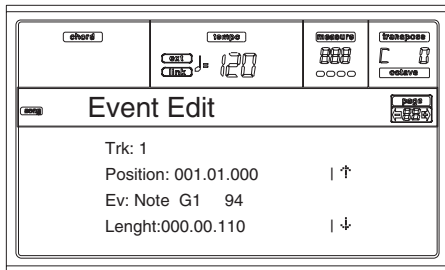 chord tempo measure transpose
ext ♩= 120 888 C 0
link octave
song Event Edit page
Trk: 1
Position: 001.01.000 | ↑
Ev: Note G1 94
Lenght:000.00.110 | ↓